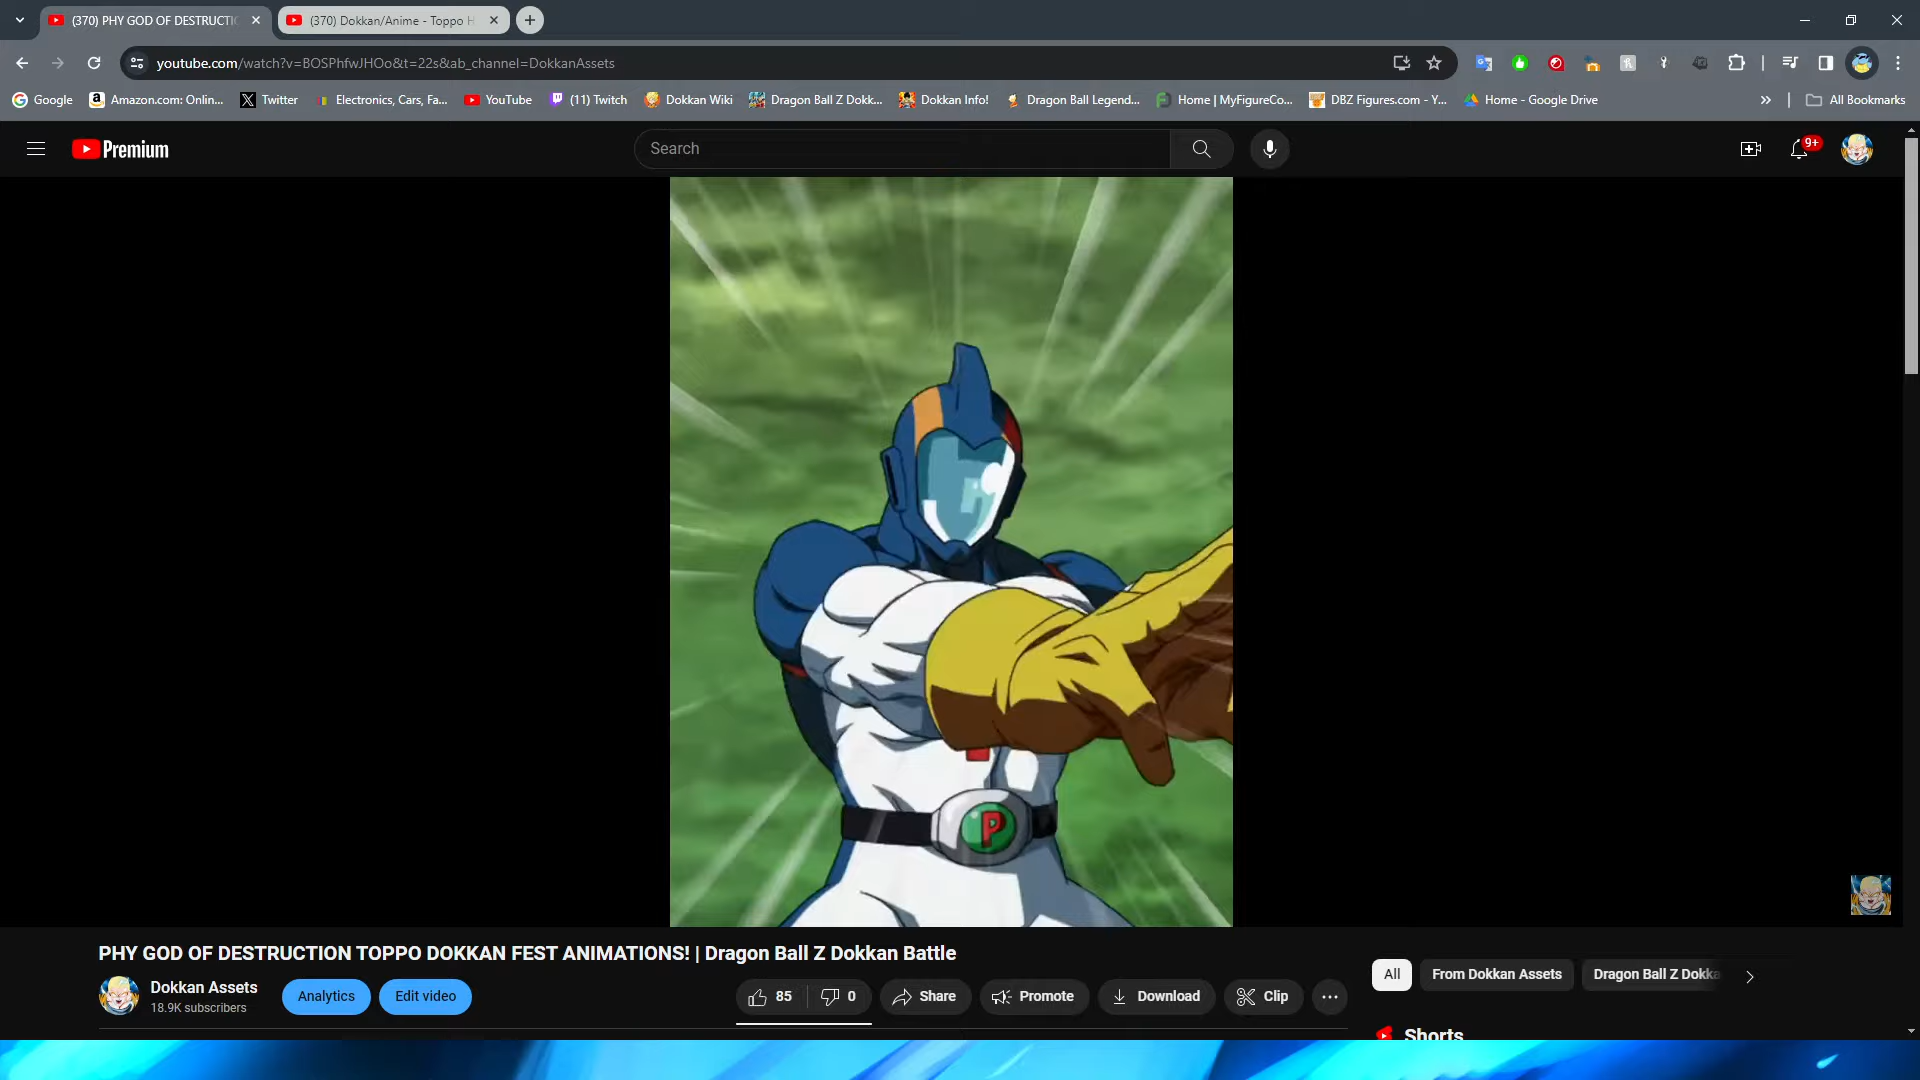 (370) PHY GOD OF DESTRUCTIO
(370) Dokkan/Anime - Toppo H
youtube.com/watch?v=BOSPhfwJHOo&t=22s&ab_channel=DokkanAssets
Google
Amazon.com: Onlin...
Twitter
Electronics, Cars, Fa...
YouTube
(11) Twitch
Dokkan Wiki
Dragon Ball Z Dokk...
Dokkan Info!
Dragon Ball Legend...
Home | MyFigureCo...
DBZ Figures.com - Y...
Home - Google Drive
All Bookmarks
Premium
Search
9+
P
PHY GOD OF DESTRUCTION TOPPO DOKKAN FEST ANIMATIONS! | Dragon Ball Z Dokkan Battle
Dokkan Assets
18.9K subscribers
Analytics
Edit video
85
0
Share
Promote
Download
Clip
All
From Dokkan Assets
Dragon Ball Z Dokka
Shorts